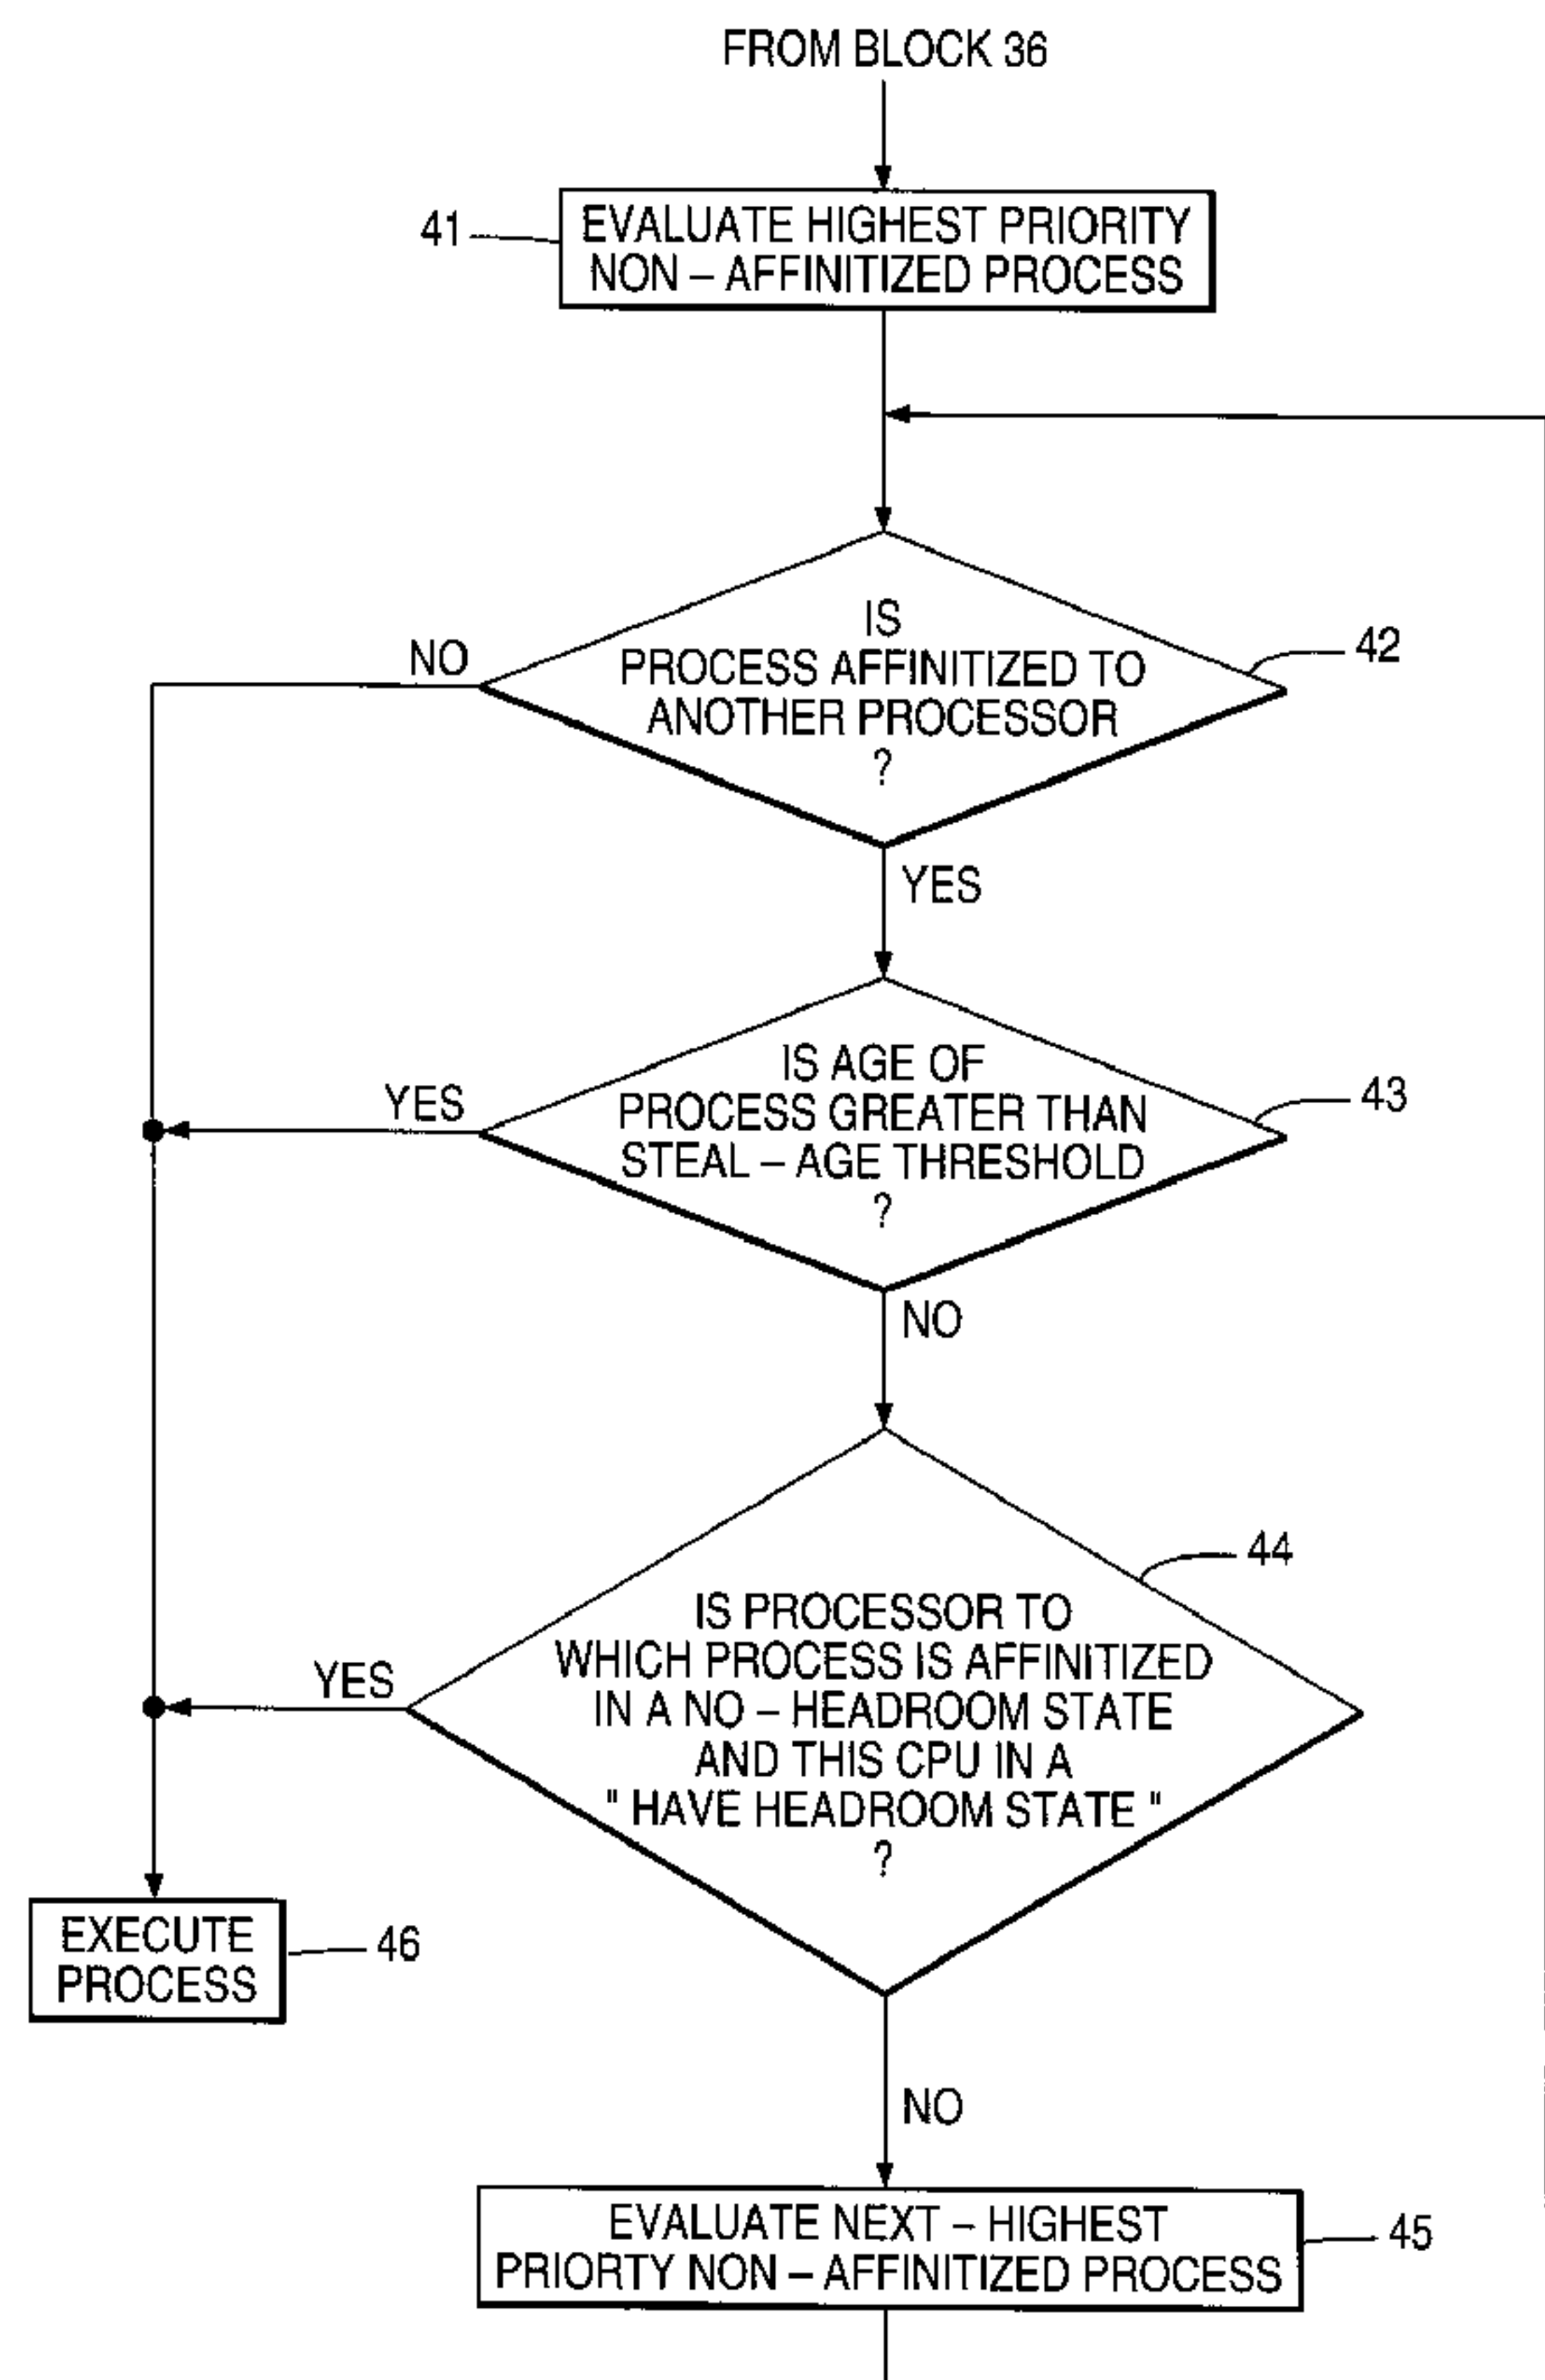 FROM BLOCK 36
41
EVALUATE HIGHEST PRIORITY
NON – AFFINITIZED PROCESS
IS
PROCESS AFFINITIZED TO
ANOTHER PROCESSOR
?
42
NO
YES
IS AGE OF
PROCESS GREATER THAN
STEAL – AGE THRESHOLD
?
43
YES
NO
44
IS PROCESSOR TO
WHICH PROCESS IS AFFINITIZED
IN A NO – HEADROOM STATE
AND THIS CPU IN A
" HAVE HEADROOM STATE "
?
YES
EXECUTE
PROCESS
46
NO
EVALUATE NEXT – HIGHEST
PRIORTY NON – AFFINITIZED PROCESS
45